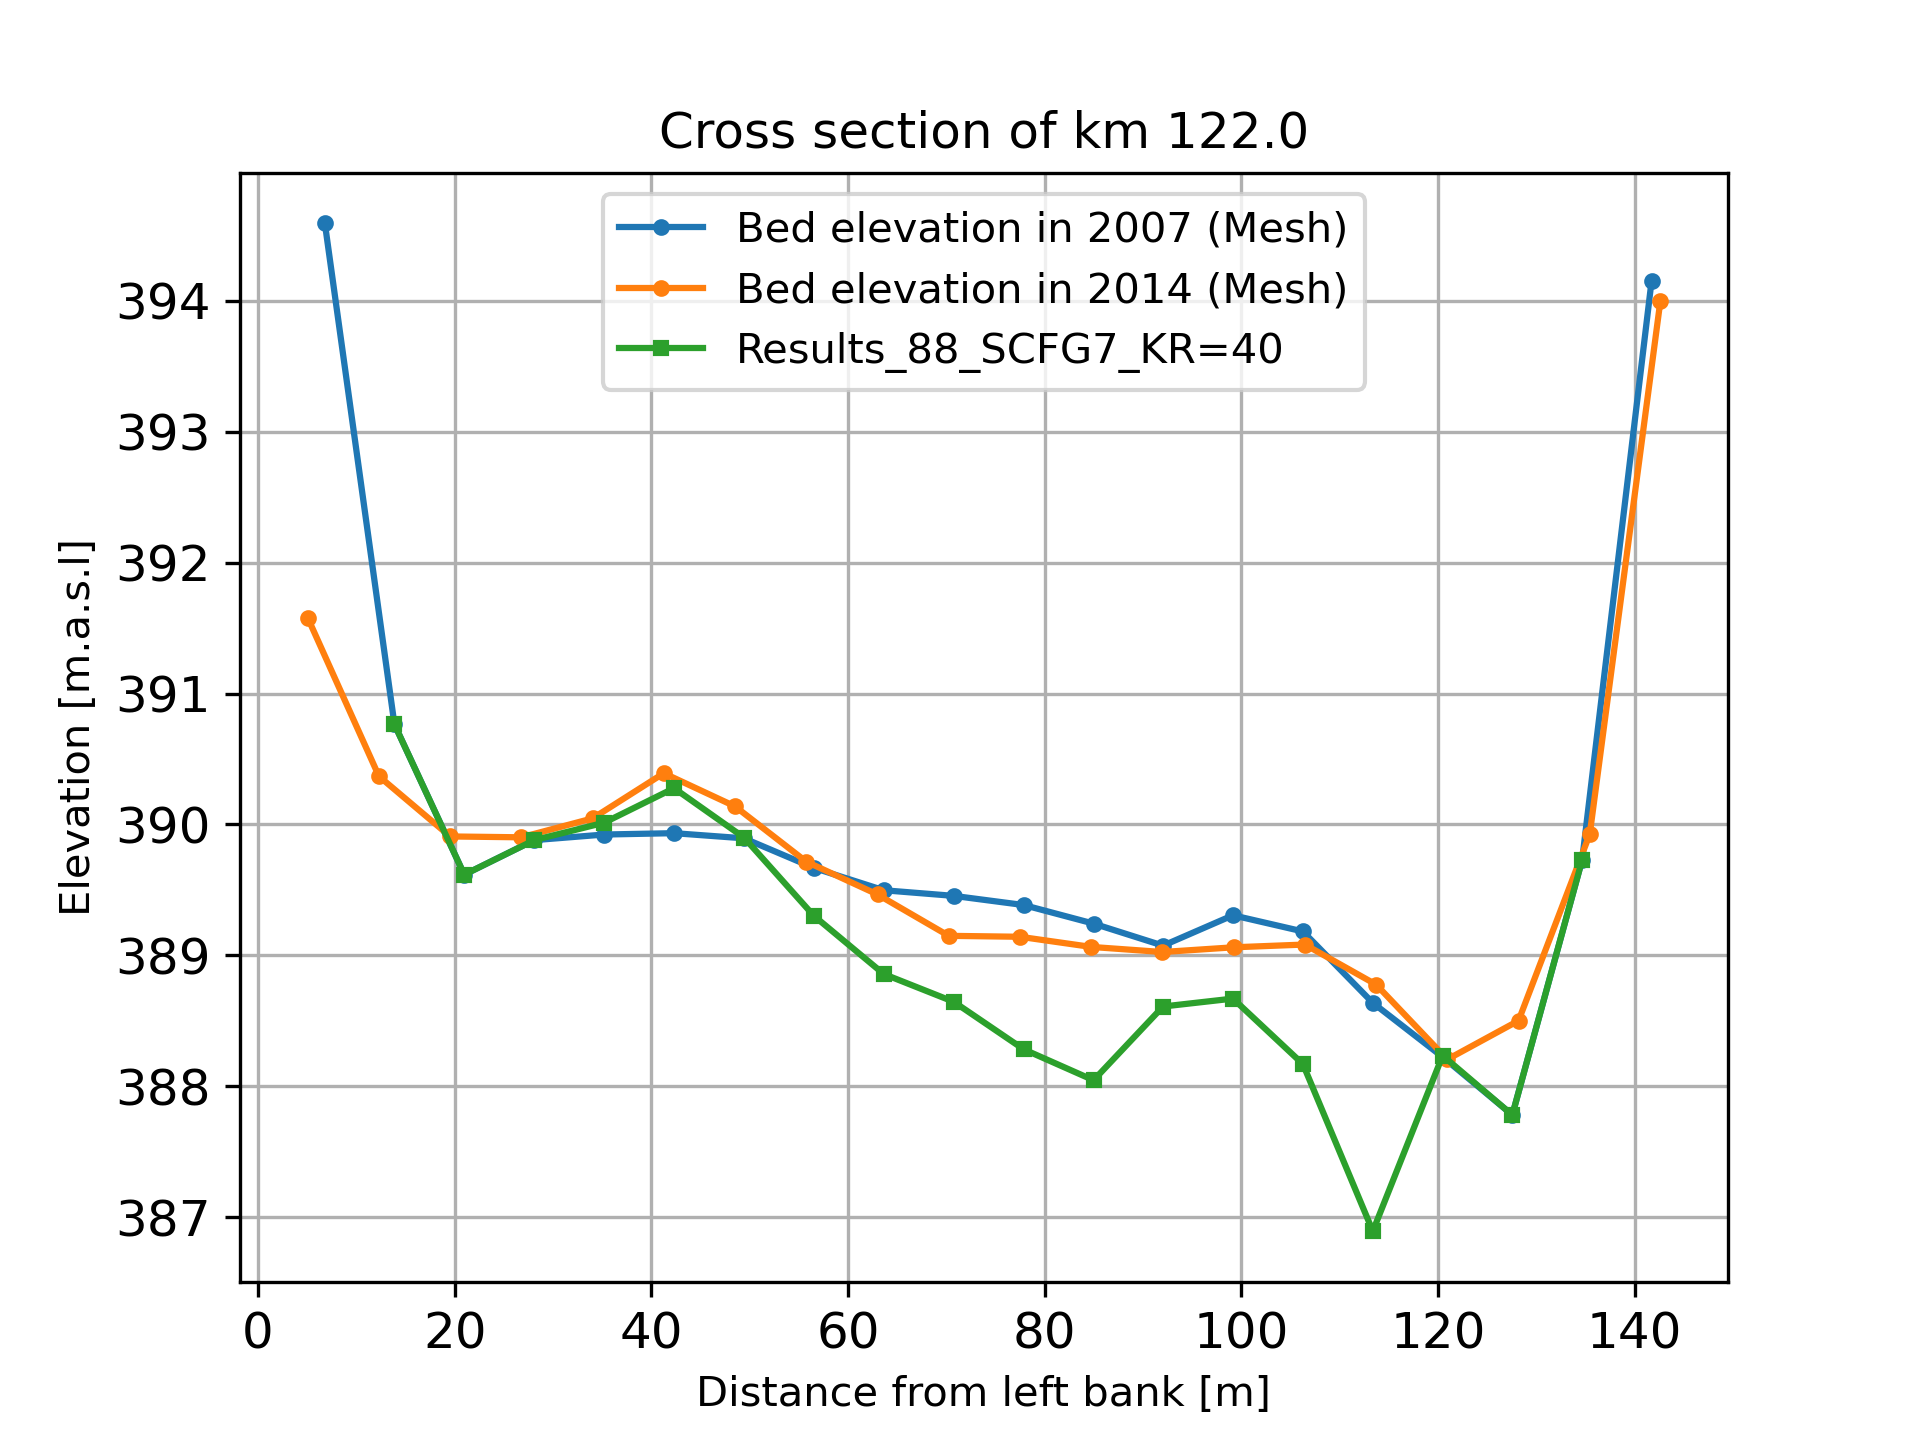 Cross section of km 122.0
Bed elevation in 2007 (Mesh)
Bed elevation in 2014 (Mesh)
Results_88_SCFG7_KR=40
Elevation [m.a.s.l]
394
393
392
391
390
389
388
387
0 20 40 60 80 100 120 140
Distance from left bank [m]